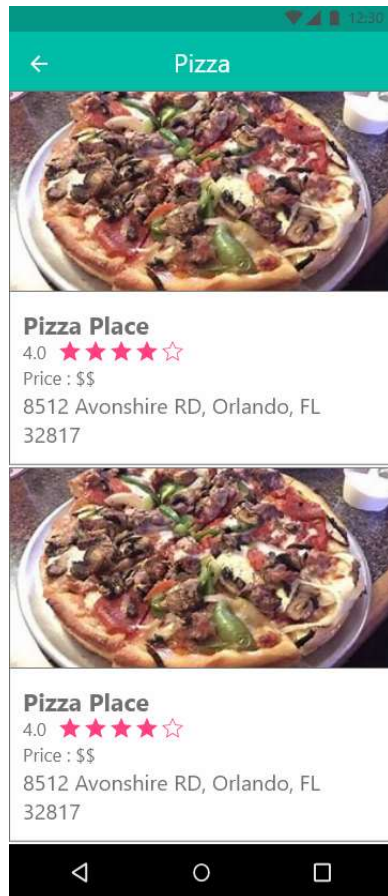 12:30
Pizza
Pizza Place
4.0
Price : $$
8512 Avonshire RD, Orlando, FL
32817
Pizza Place
4.0
Price : $$
8512 Avonshire RD, Orlando, FL
32817